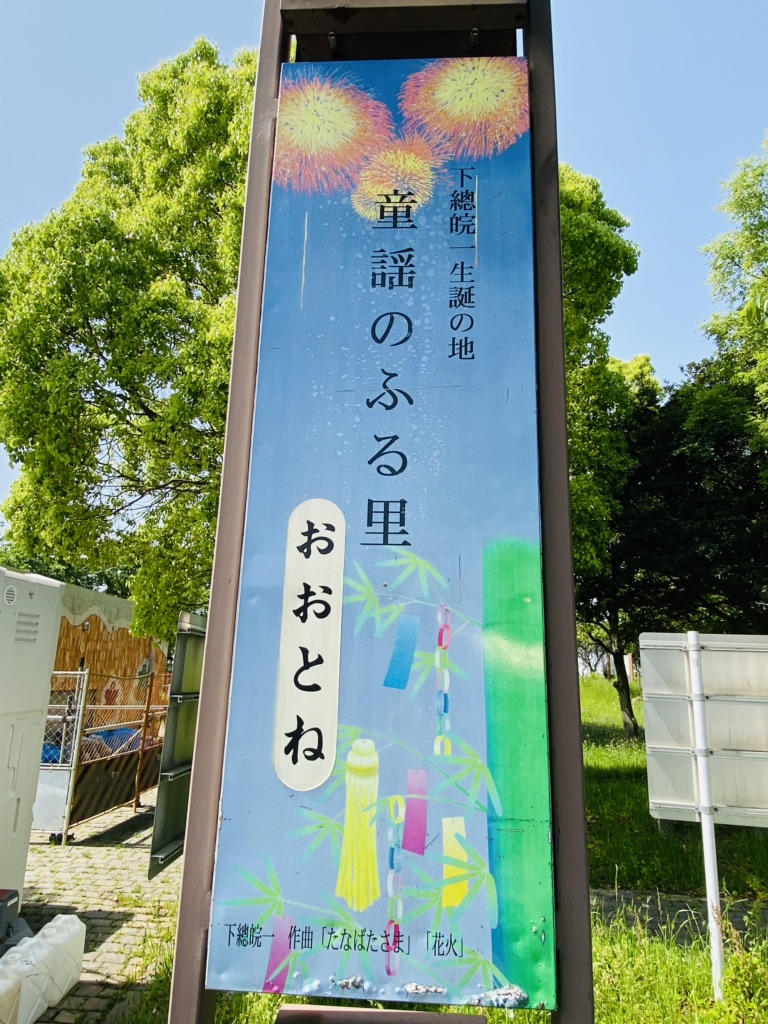 下總皖一生誕の地
童謡のふる里
おおとね
下總皖一 作曲「たなばたさま」「花火」